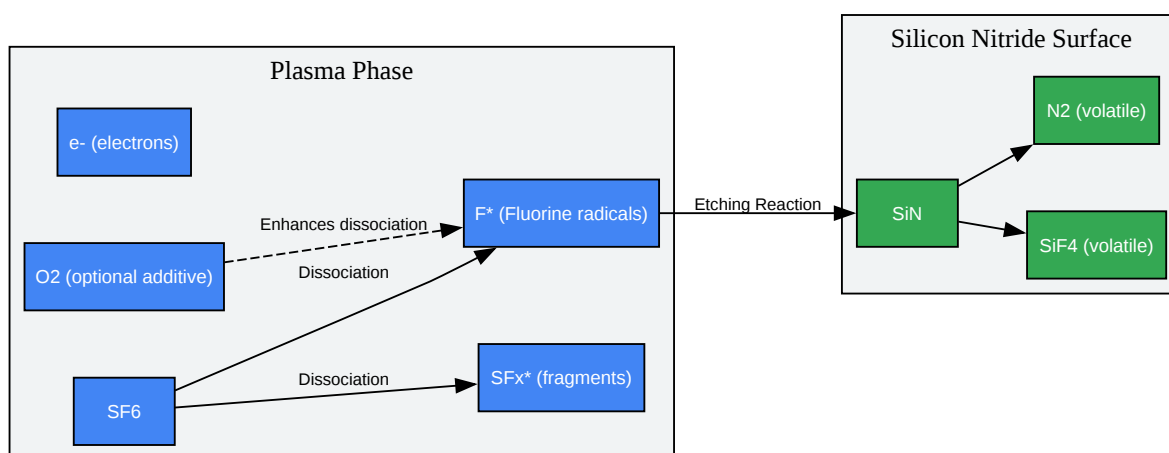 Silicon Nitride Surface
Plasma Phase
N2 (volatile)
e- (electrons)
F* (Fluorine radicals)
Etching Reaction
SiN
Enhances dissociation
SiF4 (volatile)
O2 (optional additive)
Dissociation
SFx* (fragments)
Dissociation
SF6